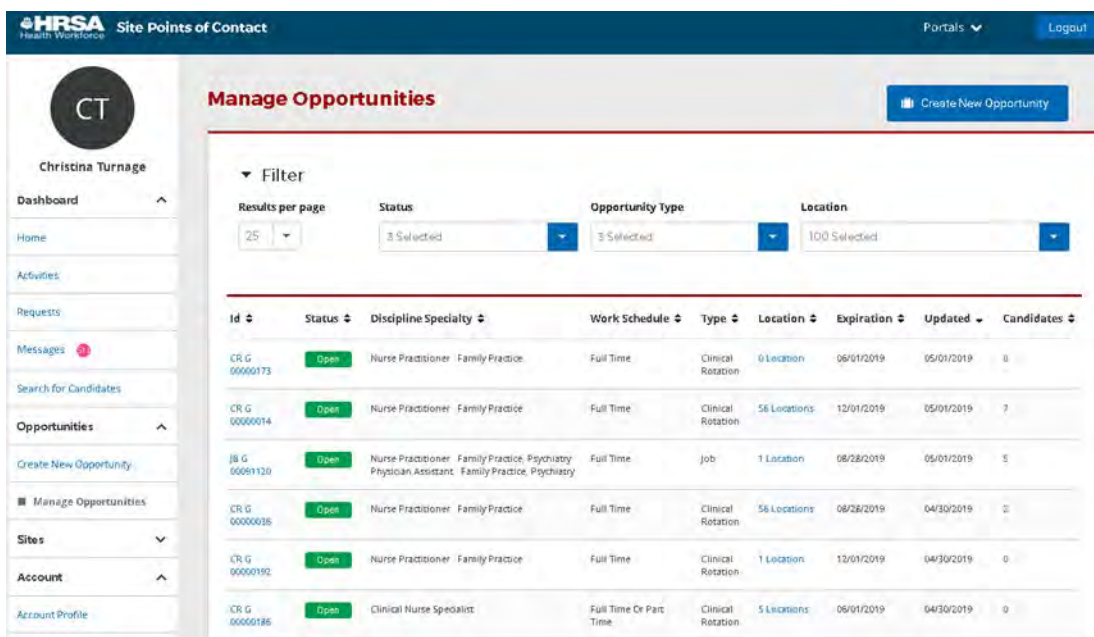 HRSA Site Points of Contact Portals Logout
Health Workforce
CT
Christina Turnage
Dashboard
Home
Activities
Requests
Messages
Search for Candidates
Opportunities
Create New Opportunity
Manage Opportunities
Sites
Account
Account Profile
Manage Opportunities
Create New Opportunity
Filter
Results per page Status Opportunity Type Location
25 3 Selected 3 Selected 100 Selected
Id Status Discipline Specialty Work Schedule Type Location Expiration Updated Candidates
CR G Open Nurse Practitioner Family Practice Full Time Clinical 0 Location 06/01/2019 05/01/2019
00000173 Rotation
CR G Open Nurse Practitioner Family Practice Full Time Clinical 56 Locations 12/01/2019 05/01/2019 7
00000014 Rotation
JB G Open Nurse Practitioner Family Practice, Psychiatry Full Time Job 1 Location 08/28/2019 05/01/2019 5
00091120 Physician Assistant Family Practice, Psychiatry
CR G Open Nurse Practitioner Family Practice Full Time Clinical 56 Locations 08/28/2019 04/30/2019 2
00000036 Rotation
CR G Open Nurse Practitioner Family Practice Full Time Clinical 1 Location 12/01/2019 04/30/2019 0
00000192 Rotation
CR G Open Clinical Nurse Specialist Full Time Or Part Clinical 5 Locations 06/01/2019 04/30/2019 0
00000186 Time Rotation